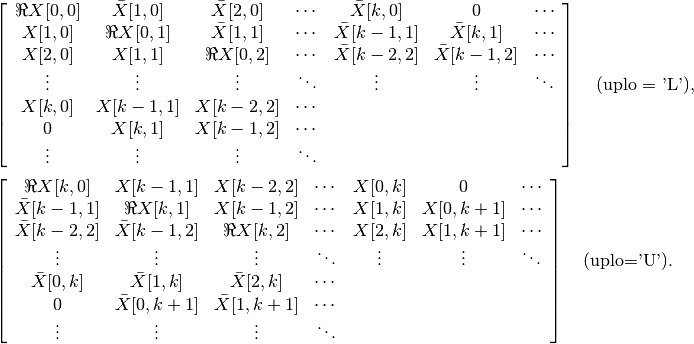 ℜX[0,0] X̄[1,0] X̄[2,0] ⋯ X̄[k,0] 0 ⋯
X[1,0] ℜX[0,1] X̄[1,1] ⋯ X̄[k−1,1] X̄[k,1] ⋯
X[2,0] X[1,1] ℜX[0,2] ⋯ X̄[k−2,2] X̄[k−1,2] ⋯
⋮ ⋮ ⋮ ⋱ ⋮ ⋮ ⋱ (uplo = 'L'),
X[k,0] X[k−1,1] X[k−2,2] ⋯
0 X[k,1] X[k−1,2] ⋯
⋮ ⋮ ⋮ ⋱
ℜX[k,0] X[k−1,1] X[k−2,2] ⋯ X[0,k] 0 ⋯
X̄[k−1,1] ℜX[k,1] X[k−1,2] ⋯ X[1,k] X[0,k+1] ⋯
X̄[k−2,2] X̄[k−1,2] ℜX[k,2] ⋯ X[2,k] X[1,k+1] ⋯
⋮ ⋮ ⋮ ⋱ ⋮ ⋮ ⋱ (uplo='U').
X̄[0,k] X̄[1,k] X̄[2,k] ⋯
0 X̄[0,k+1] X̄[1,k+1] ⋯
⋮ ⋮ ⋮ ⋱